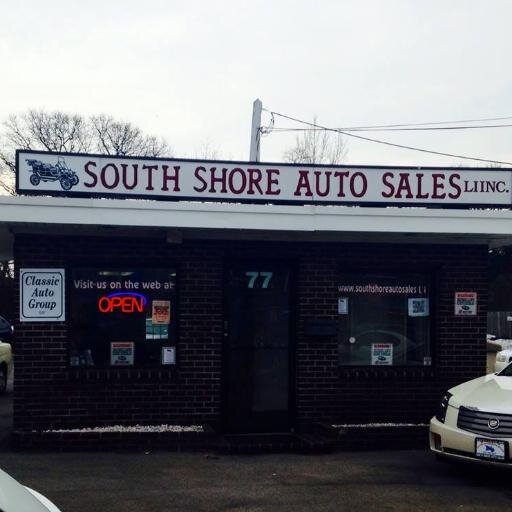 SOUTH SHORE AUTO SALES LI INC.
Visit us on the web at
77
www.southshoreautosales L I
Classic
Auto
Group
OPEN